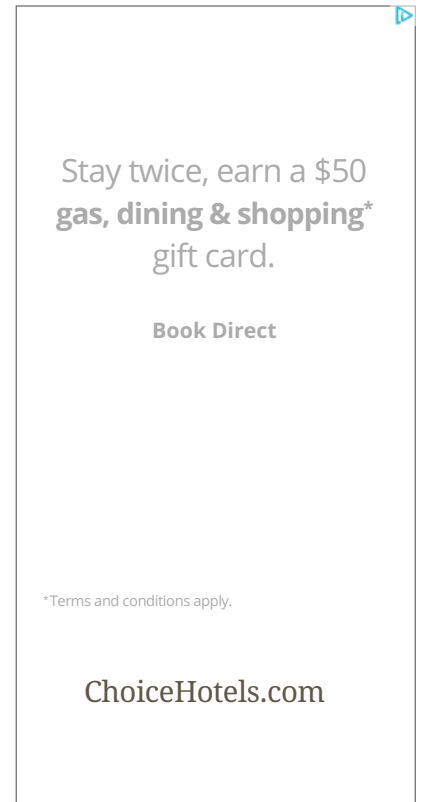 Stay twice, earn a $50
gas, dining & shopping*
gift card.
Book Direct
*Terms and conditions apply.
ChoiceHotels.com